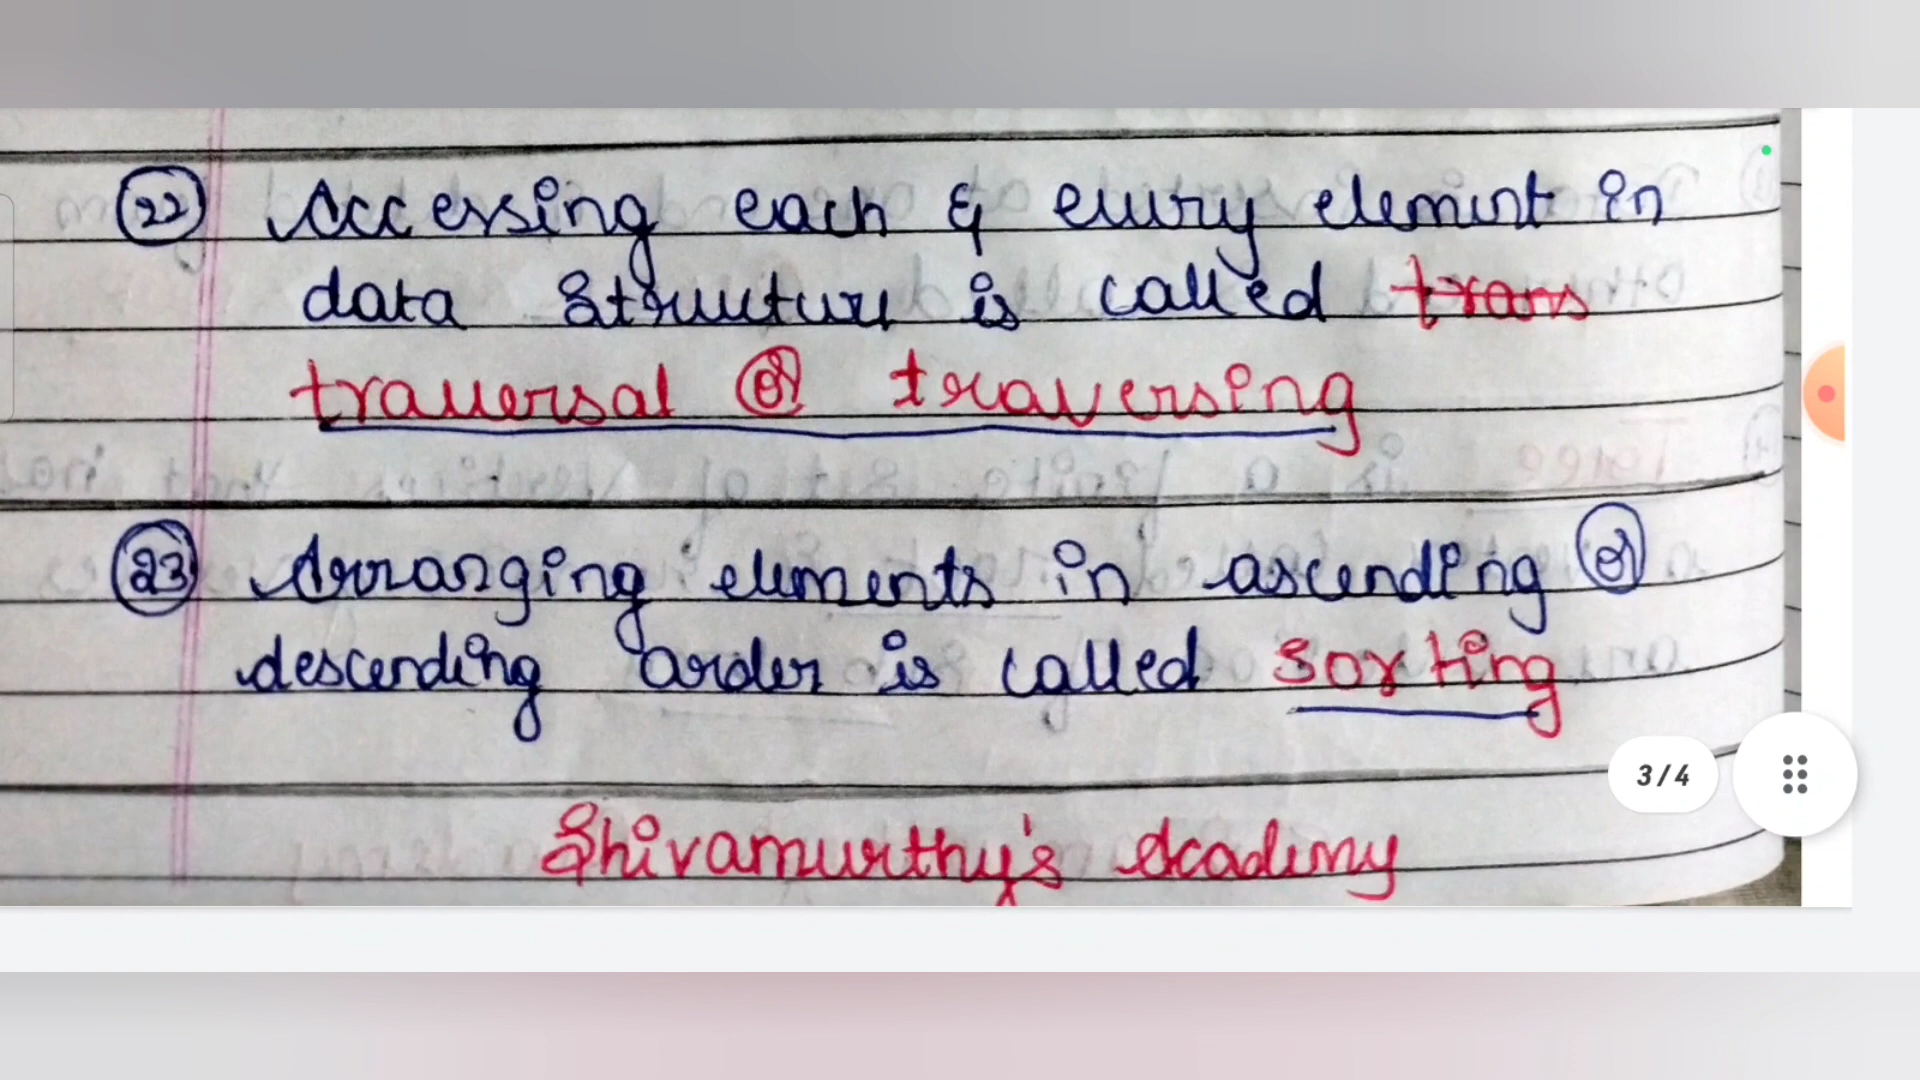 22 Accessing each & every element in
data structure is called trans
traversal or traversing
23 Arranging elements in ascending or
descending order is called sorting
3/4
Shivamurthy's Academy